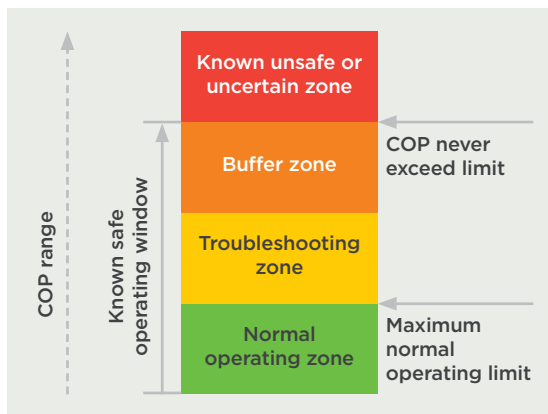 Known unsafe or
uncertain zone
COP never
exceed limit
Buffer zone
COP range
Known safe
operating window
Troubleshooting
zone
Maximum
normal
operating limit
Normal
operating zone